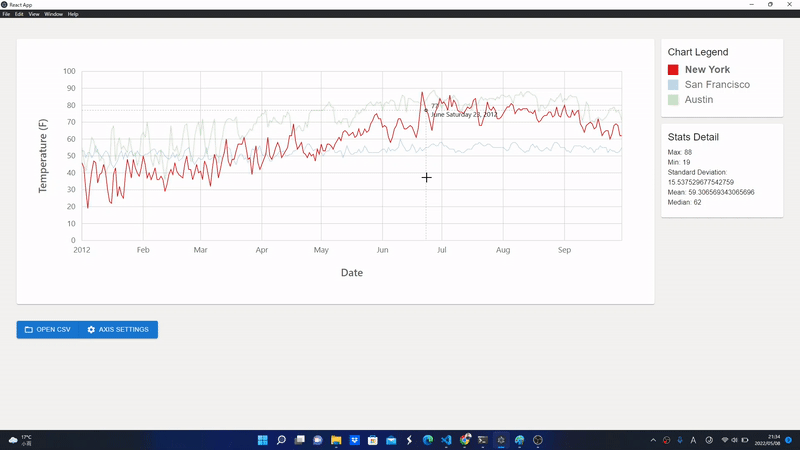 React App
File Edit View Window Help
Chart Legend
New York
San Francisco
Austin
Stats Detail
Max: 88
Min: 19
Standard Deviation:
15.537529677542759
Mean: 59.306569343065696
Median: 62
Temperature (F)
100
90
80
70
60
50
40
30
20
10
0
77
June Saturday 23, 2012
2012 Feb Mar Apr May Jun Jul Aug Sep
Date
OPEN CSV
AXIS SETTINGS
17°C
小雨
A
21:34
2022/05/08